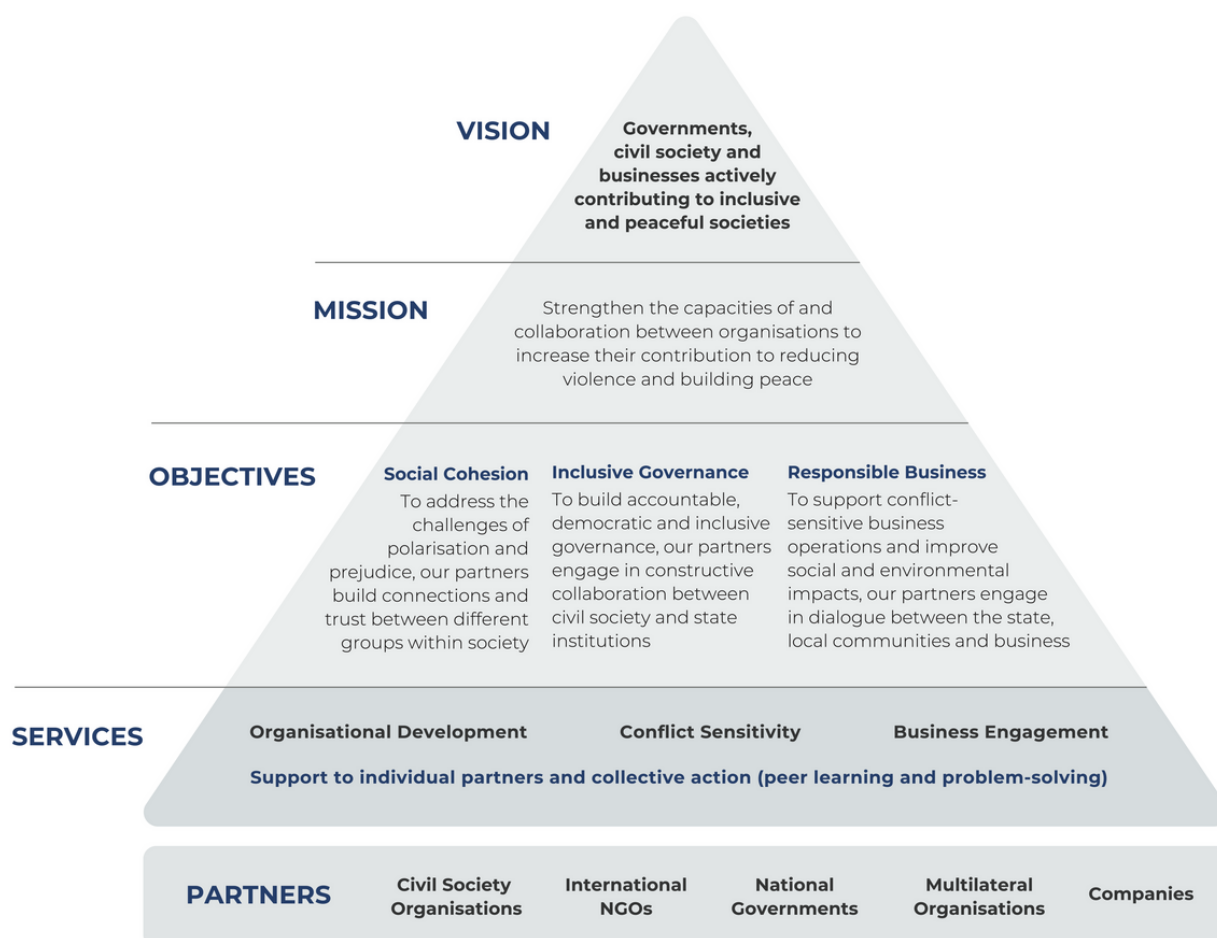 VISION
Governments,
civil society and
businesses actively
contributing to inclusive
and peaceful societies
MISSION
Strengthen the capacities of and
collaboration between organisations to
increase their contribution to reducing
violence and building peace
OBJECTIVES
Social Cohesion
To address the
challenges of
polarisation and
prejudice, our partners
build connections and
trust between different
groups within society
Inclusive Governance
To build accountable,
democratic and inclusive
governance, our partners
engage in constructive
collaboration between
civil society and state
institutions
Responsible Business
To support conflict-
sensitive business
operations and improve
social and environmental
impacts, our partners engage
in dialogue between the state,
local communities and business
SERVICES
Organisational Development
Conflict Sensitivity
Business Engagement
Support to individual partners and collective action (peer learning and problem-solving)
PARTNERS
Civil Society
Organisations
International
NGOs
National
Governments
Multilateral
Organisations
Companies